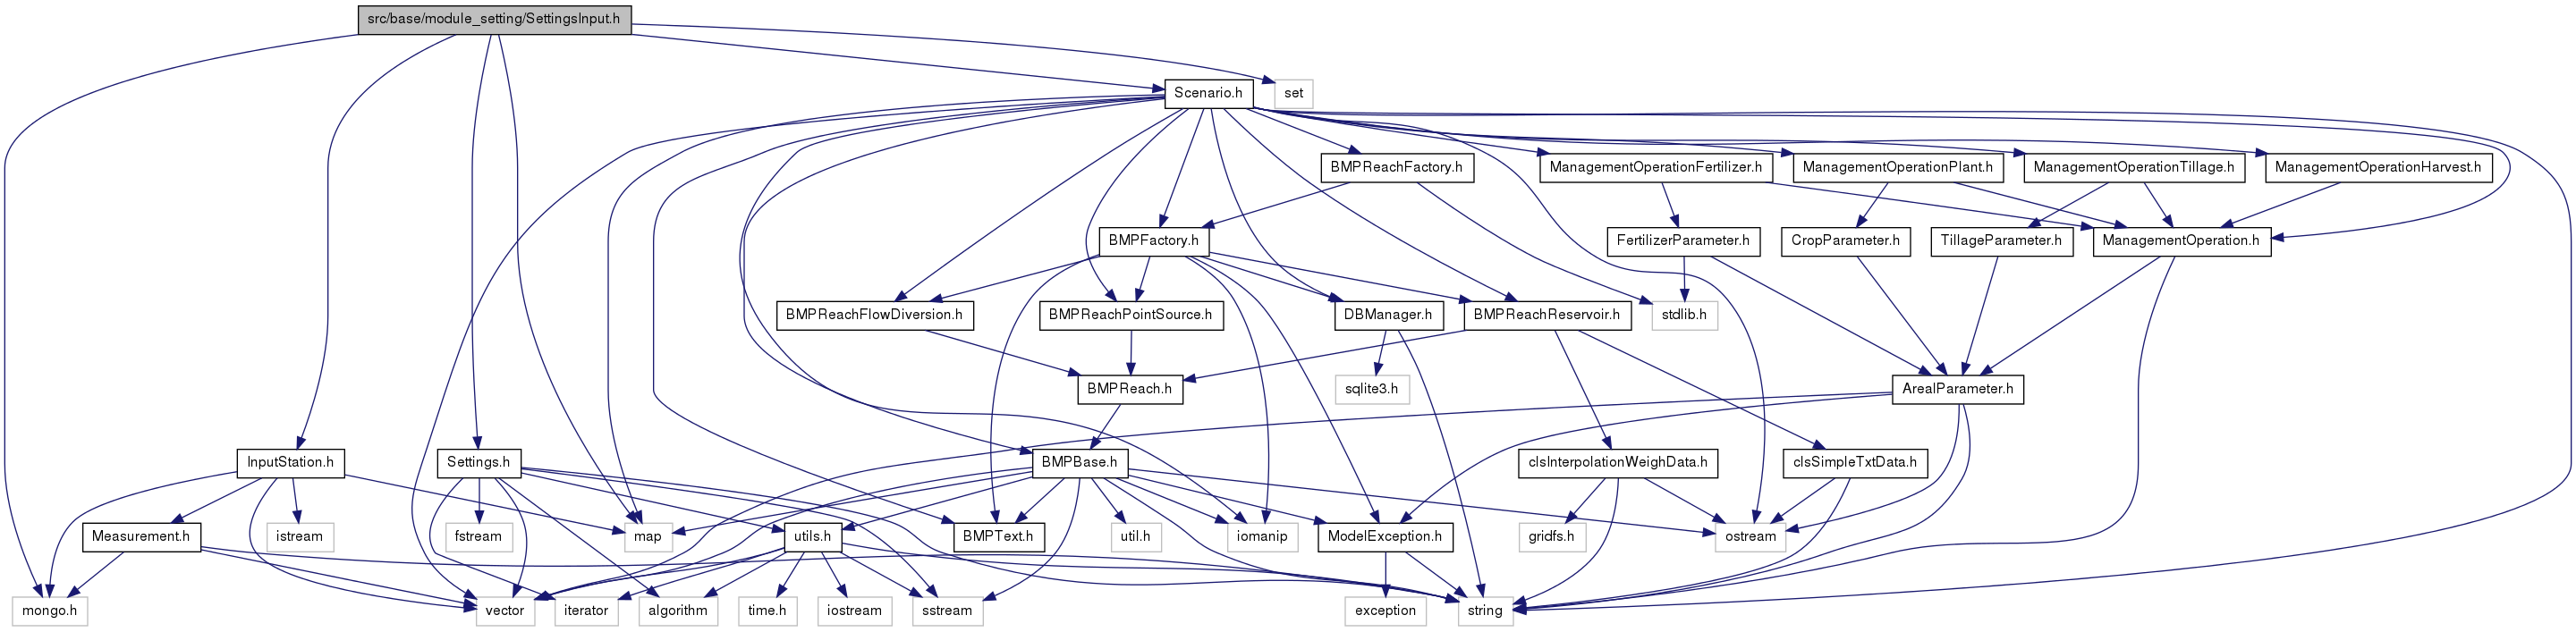 src/base/module_setting/SettingsInput.h
Scenario.h
set
BMPReachFactory.h
ManagementOperationFertilizer.h
ManagementOperationPlant.h
ManagementOperationTillage.h
ManagementOperationHarvest.h
BMPFactory.h
FertilizerParameter.h
CropParameter.h
TillageParameter.h
ManagementOperation.h
BMPReachFlowDiversion.h
BMPReachPointSource.h
DBManager.h
BMPReachReservoir.h
stdlib.h
BMPReach.h
sqlite3.h
ArealParameter.h
InputStation.h
Settings.h
BMPBase.h
clsInterpolationWeighData.h
clsSimpleTxtData.h
Measurement.h
istream
fstream
map
utils.h
BMPText.h
util.h
iomanip
ModelException.h
gridfs.h
ostream
mongo.h
vector
iterator
algorithm
time.h
iostream
sstream
exception
string